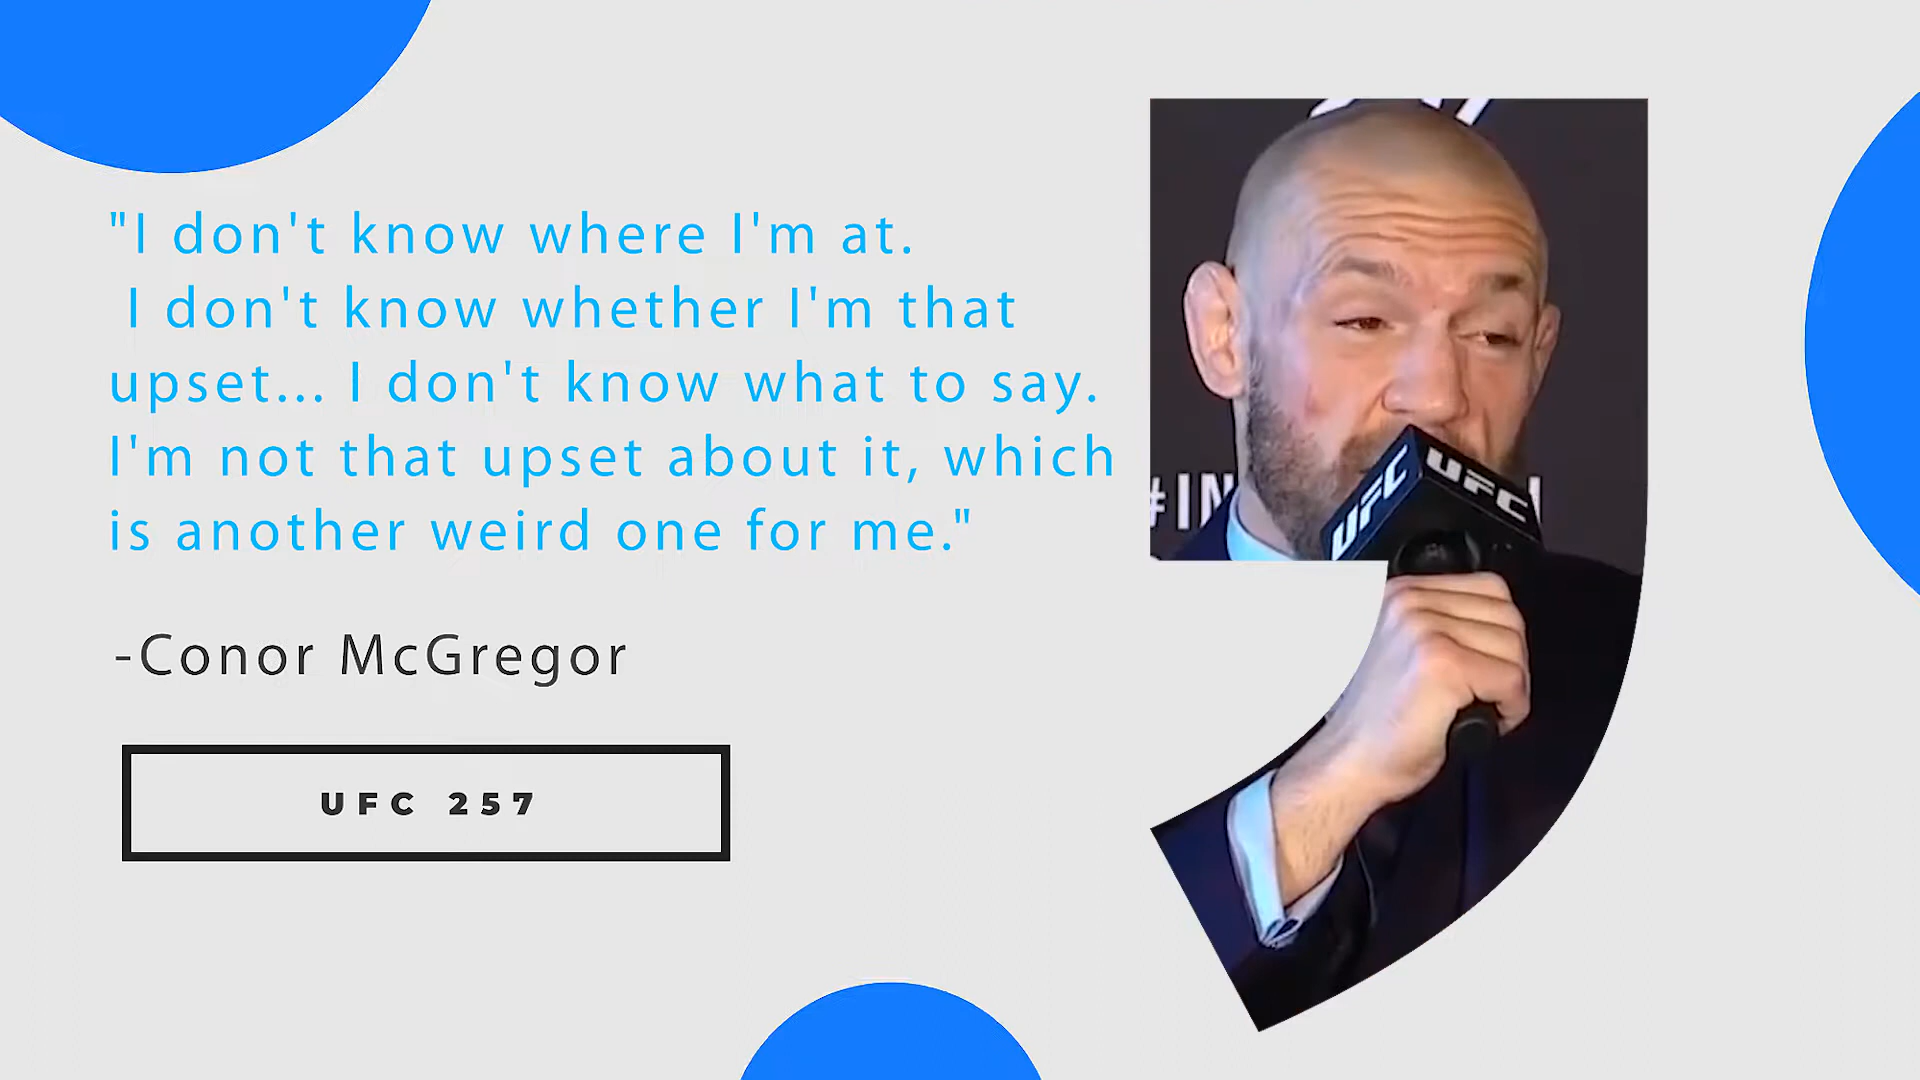 "I don't know where I'm at.
I don't know whether I'm that
upset... I don't know what to say.
I'm not that upset about it, which
is another weird one for me."
-Conor McGregor
UFC 257
#IN
UFC UFC